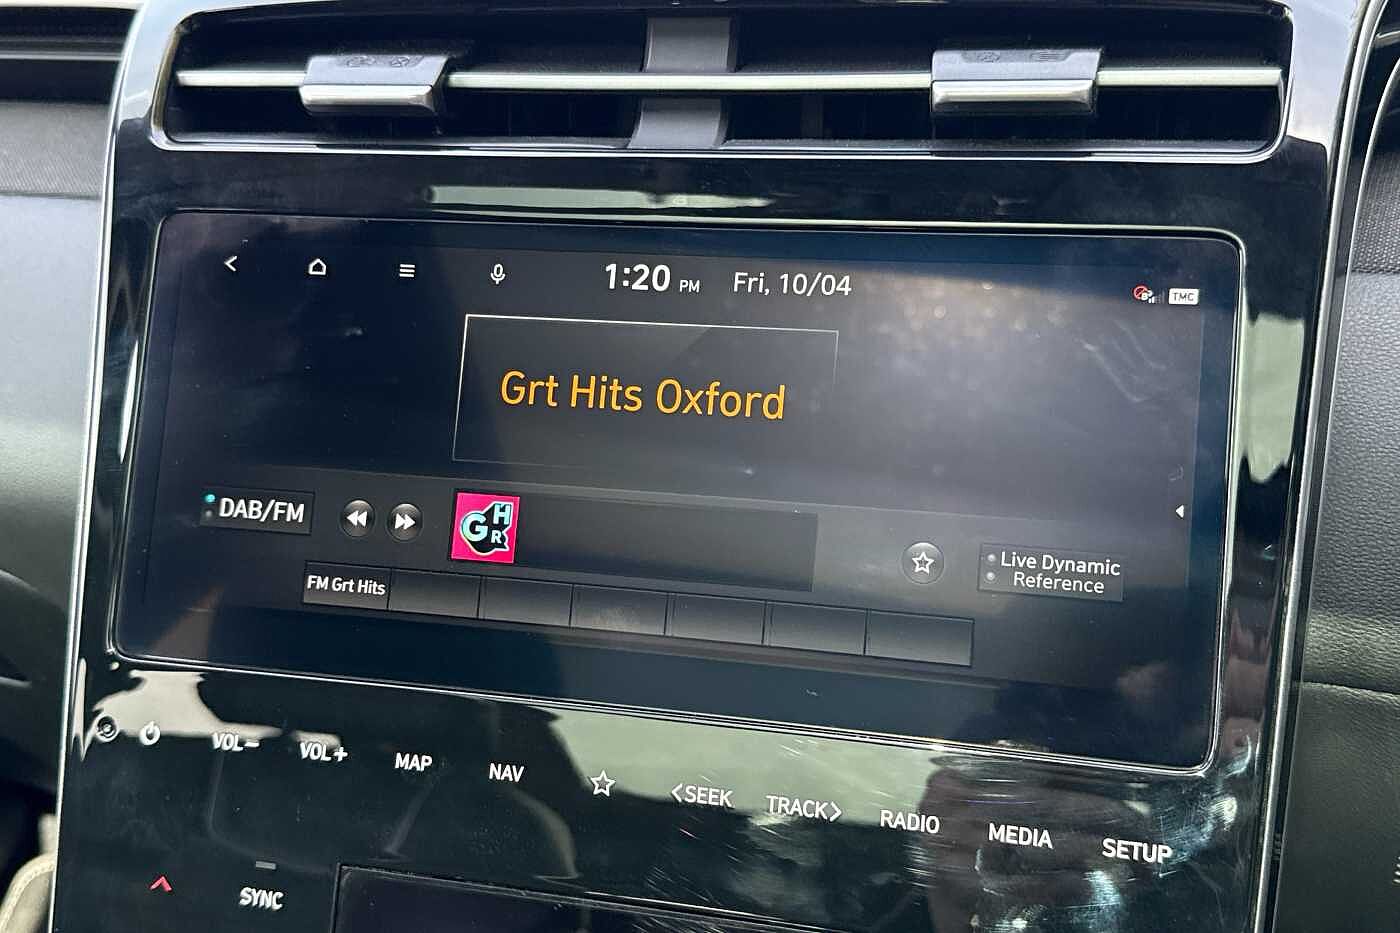 1:20 PM Fri, 10/04
TMC
Grt Hits Oxford
DAB/FM
GHR
Live Dynamic
Reference
FM Grt Hits
VOL− VOL+ MAP NAV <SEEK TRACK> RADIO MEDIA SETUP
SYNC